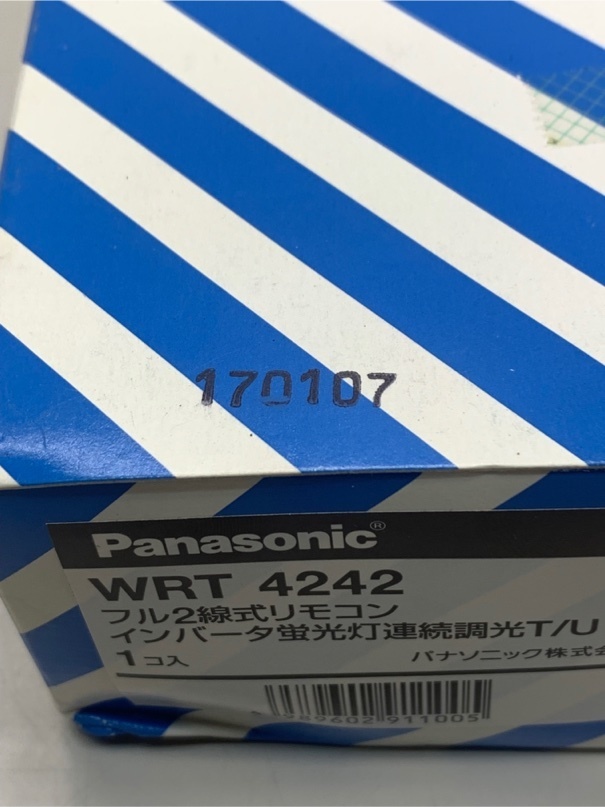 170107
Panasonic®
WRT 4242
フル2線式リモコン
インバータ蛍光灯連続調光T/U
1コ入 パナソニック株式会
989602 911005